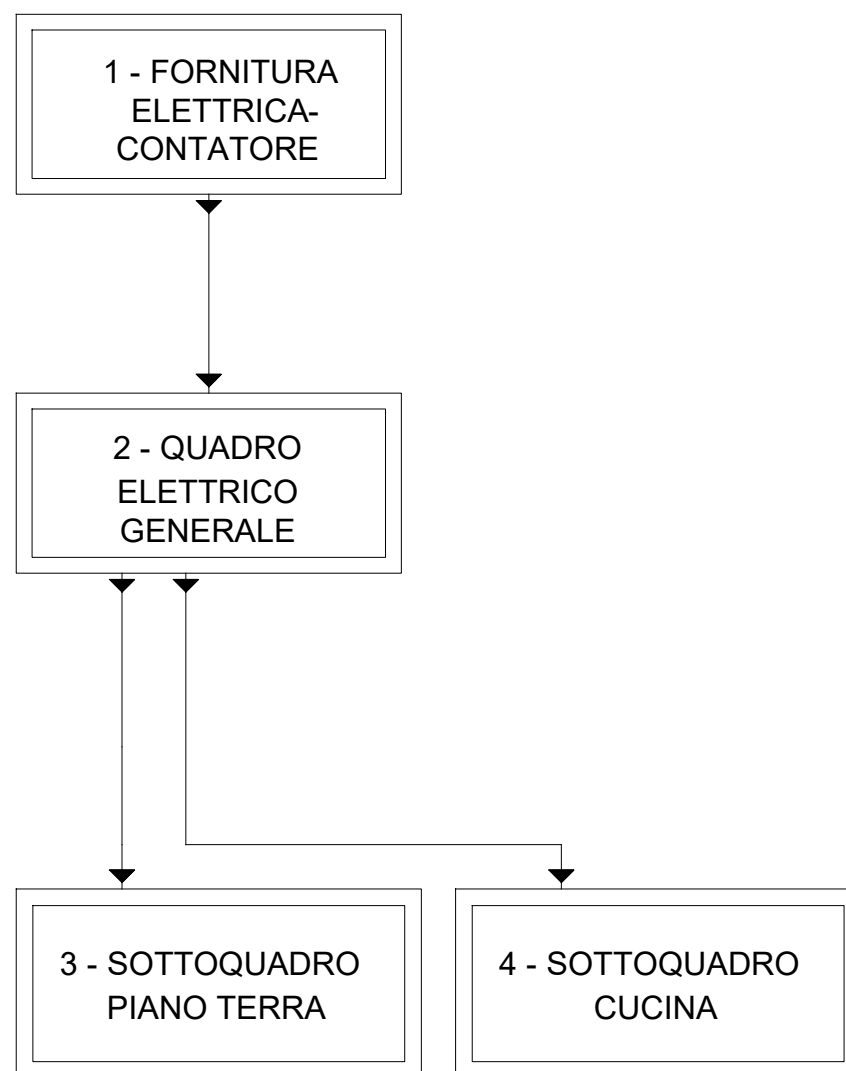 1 - FORNITURA
ELETTRICA-
CONTATORE
2 - QUADRO
ELETTRICO
GENERALE
3 - SOTTOQUADRO
PIANO TERRA
4 - SOTTOQUADRO
CUCINA